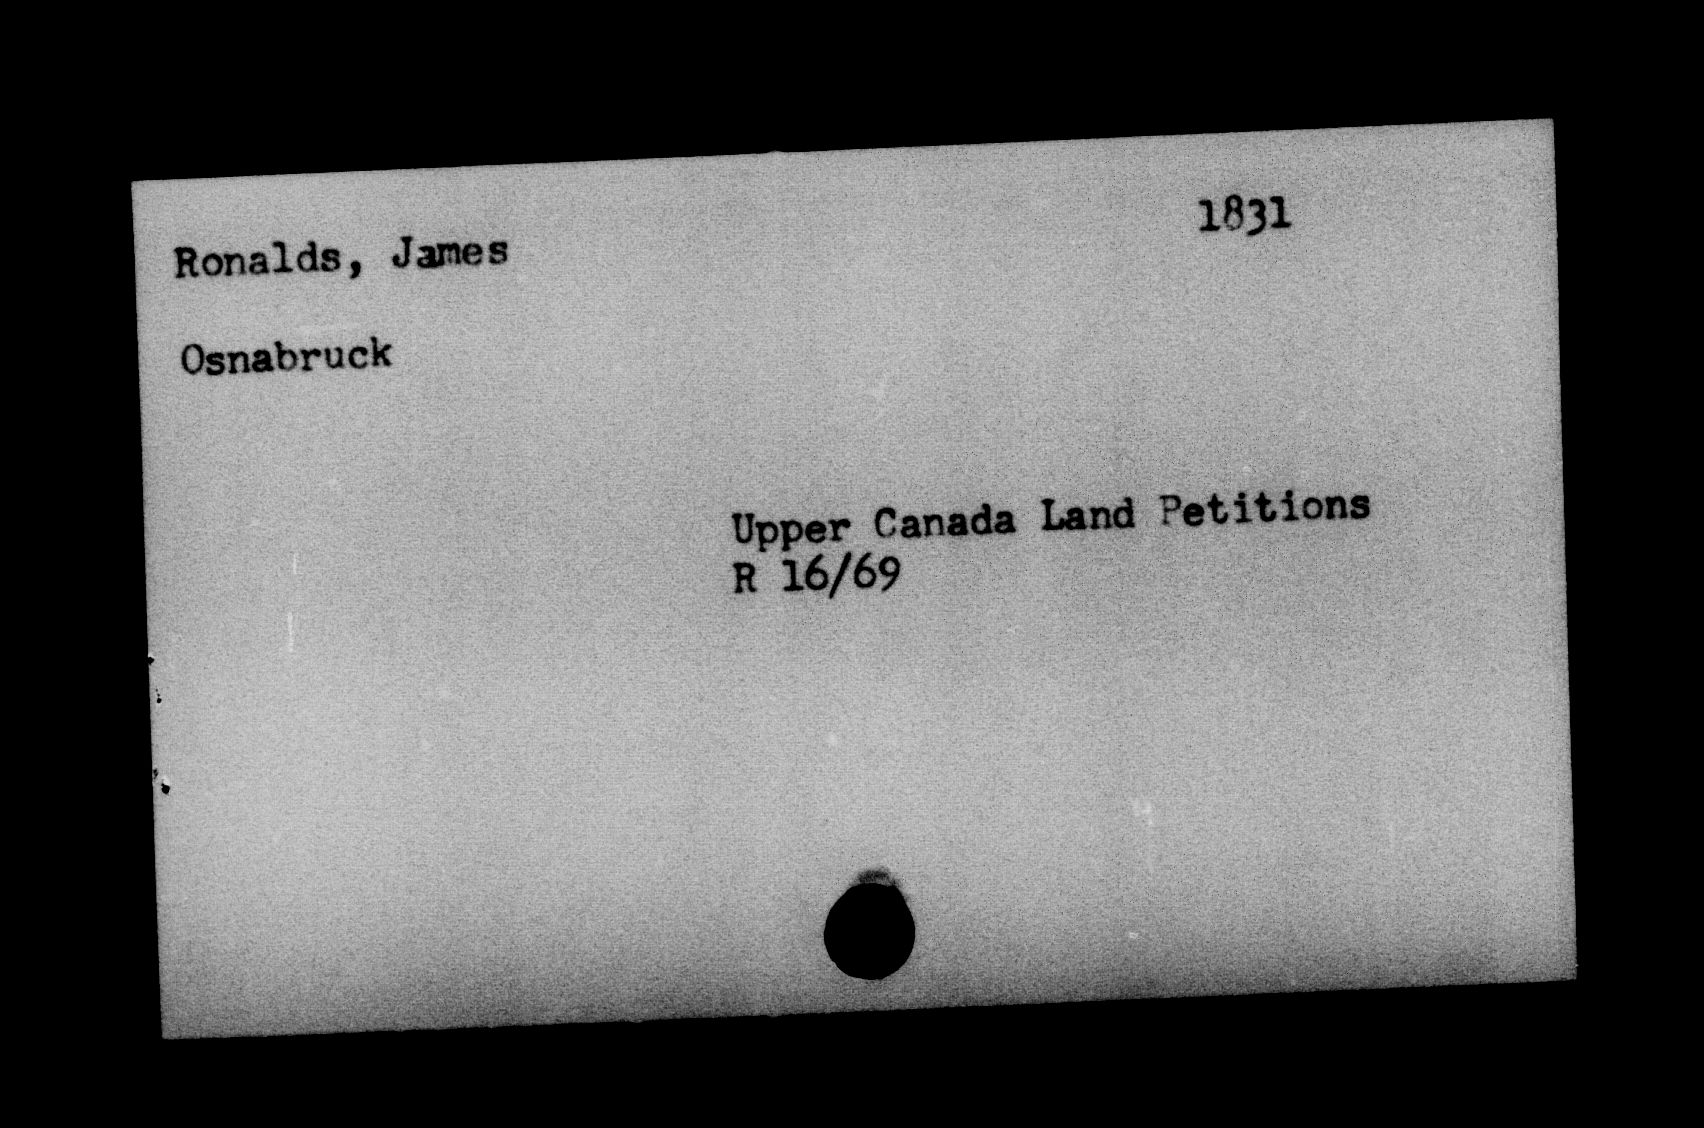 1831
Ronalds, James
Osnabruck
Upper Canada Land Petitions
R 16/69